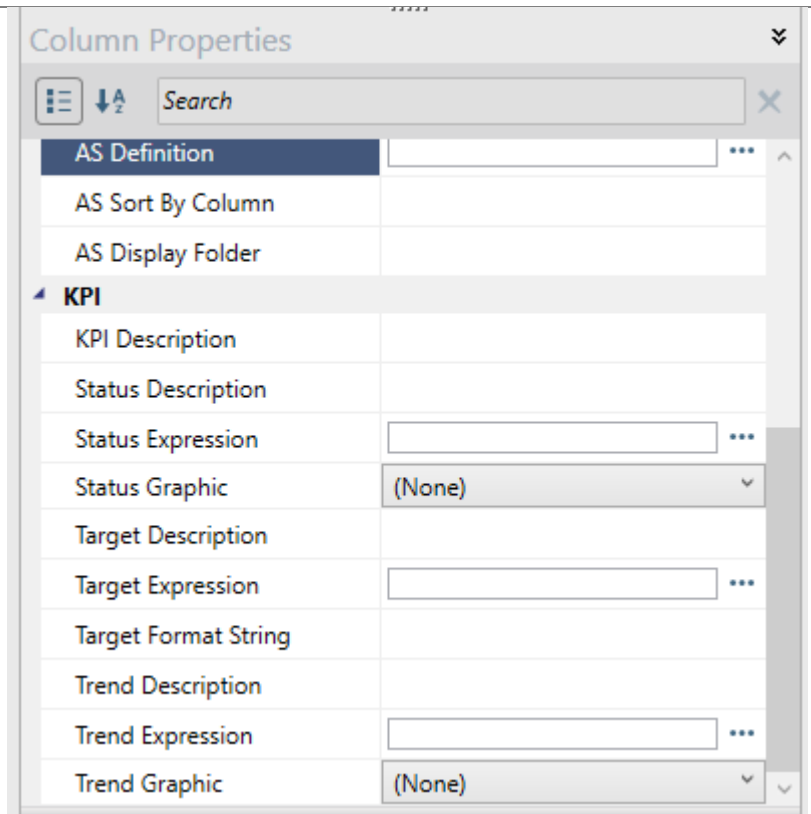 Column Properties
Search
AS Definition
AS Sort By Column
AS Display Folder
KPI
KPI Description
Status Description
Status Expression
Status Graphic (None)
Target Description
Target Expression
Target Format String
Trend Description
Trend Expression
Trend Graphic (None)